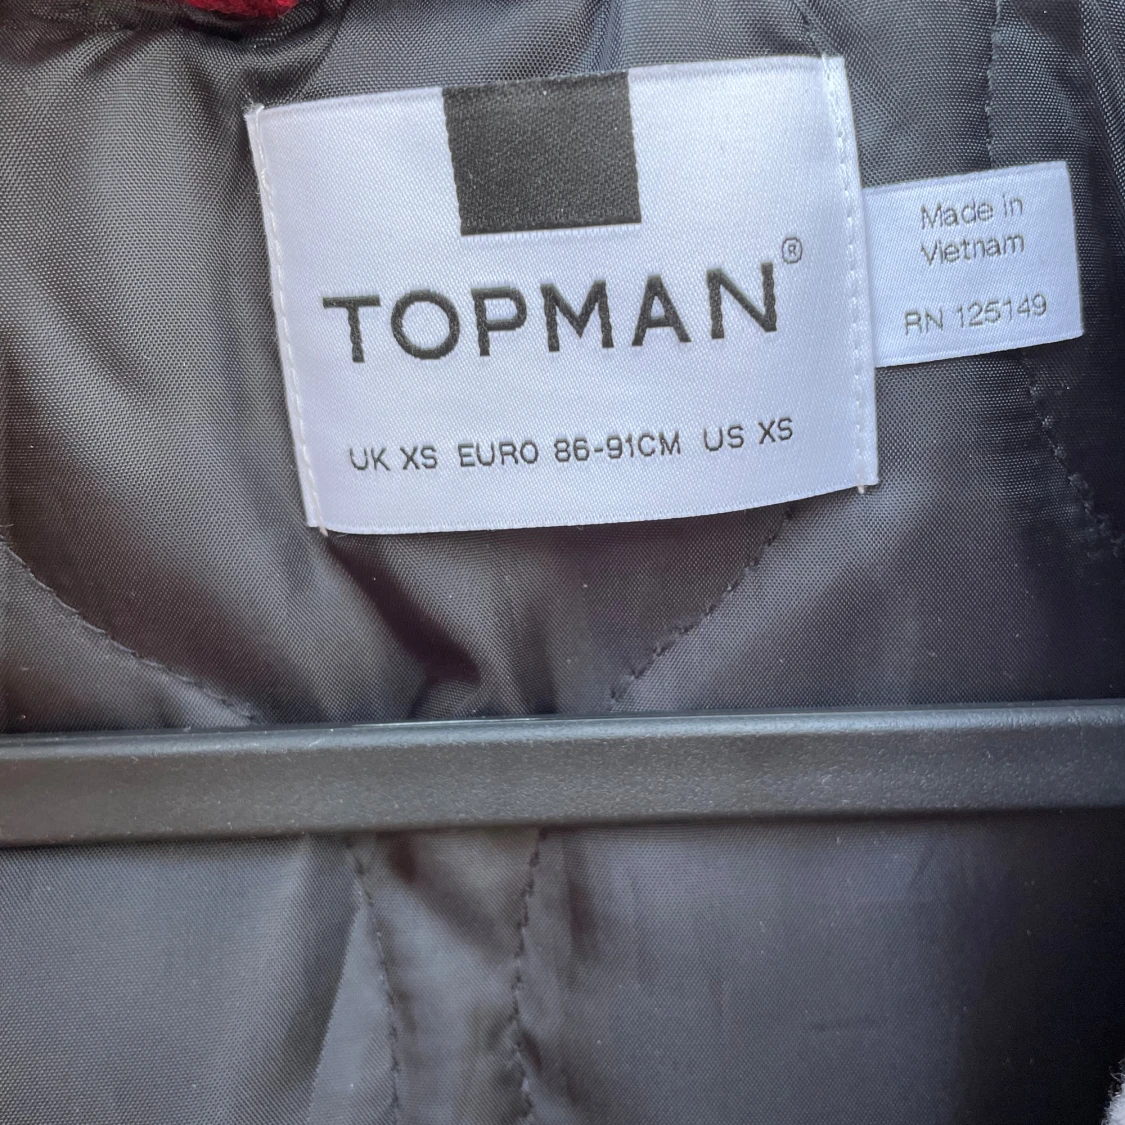 TOPMAN®
UK XS EURO 86-91CM US XS
Made in
Vietnam
RN 125149